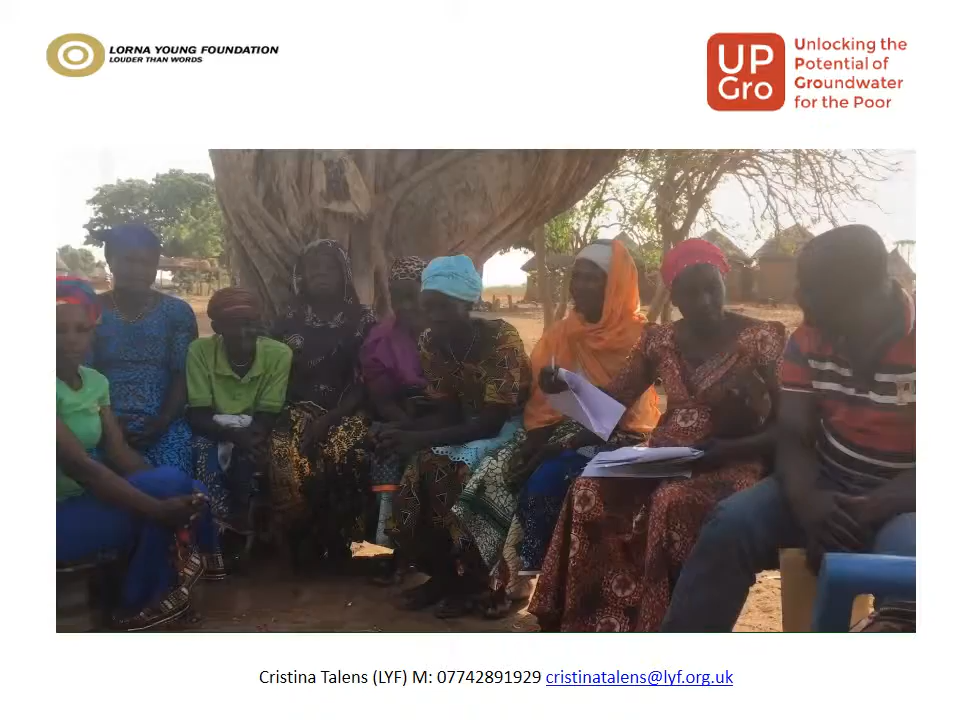 LORNA YOUNG FOUNDATION
LOUDER THAN WORDS
UP
Gro
Unlocking the
Potential of
Groundwater
for the Poor
Cristina Talens (LYF) M: 07742891929 cristinatalens@lyf.org.uk